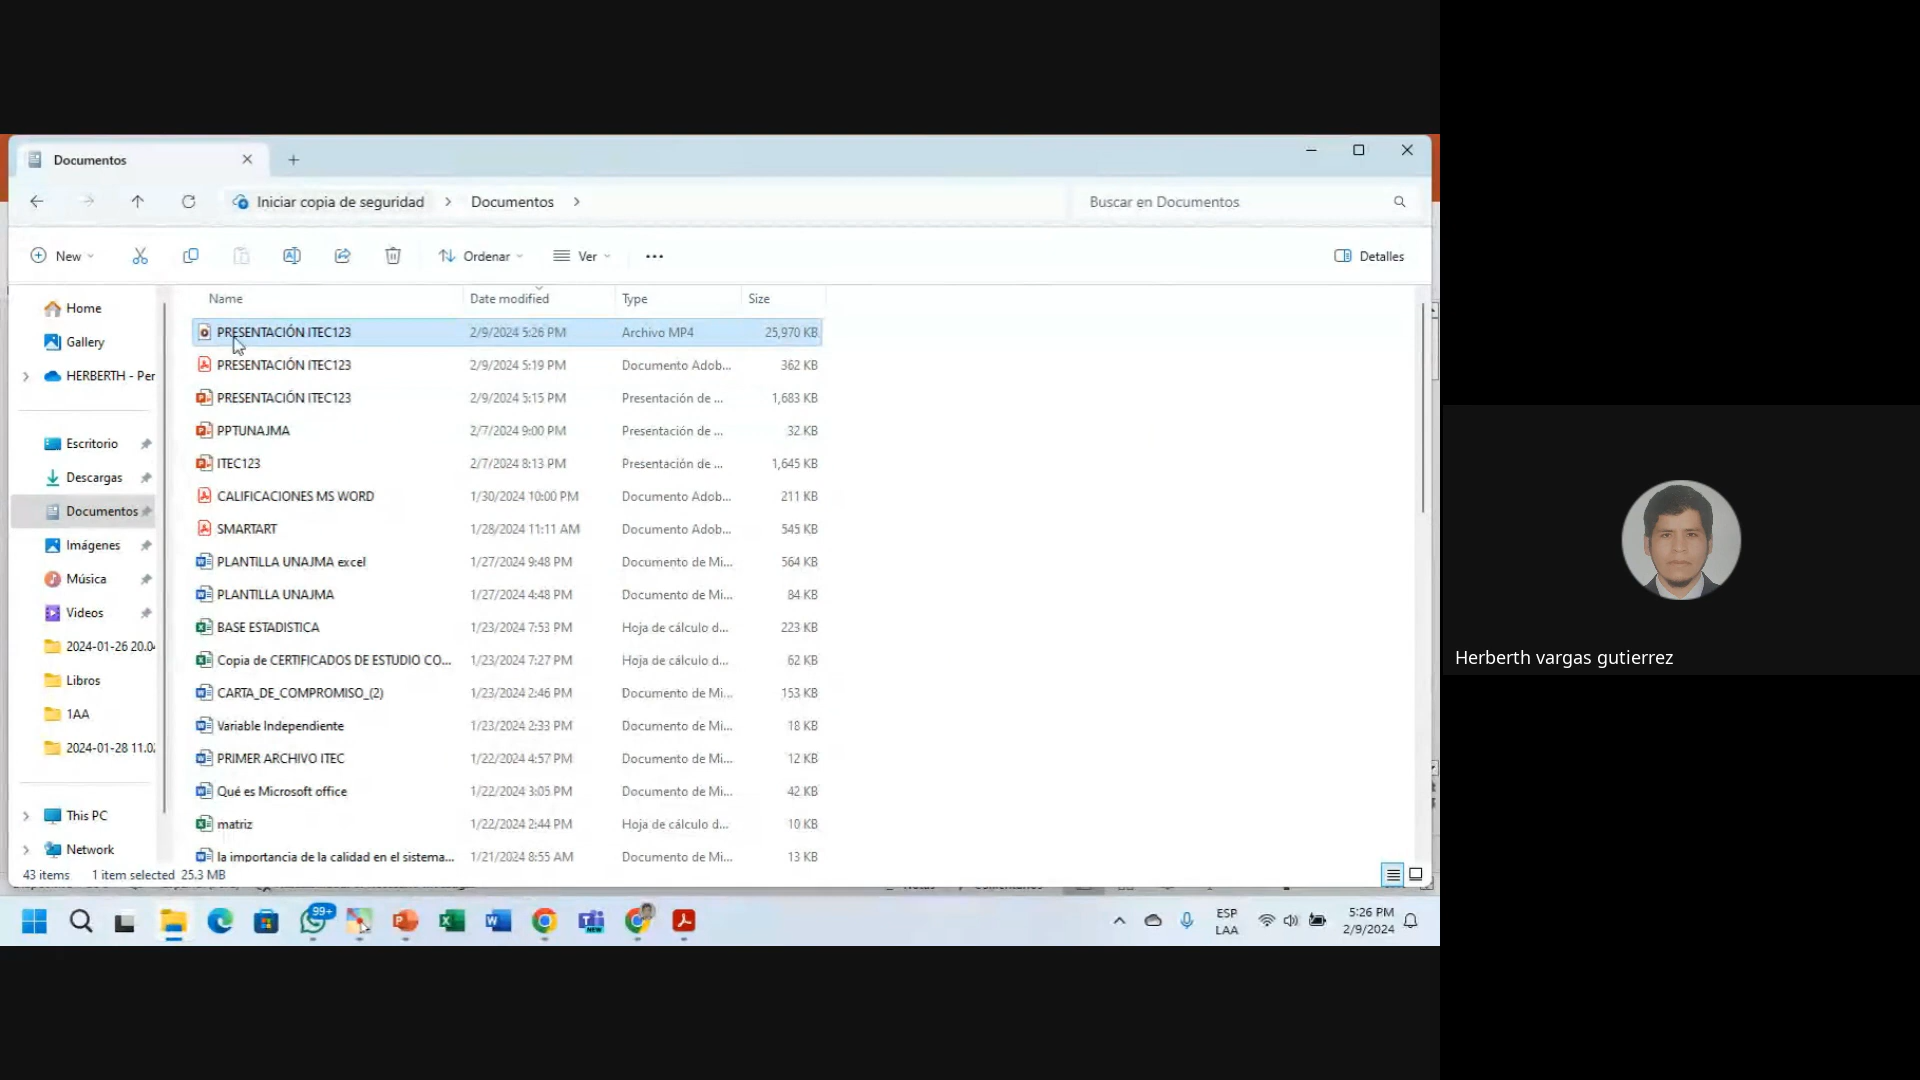 Documentos
Iniciar copia de seguridad > Documentos >
Buscar en Documentos
New
Ordenar
Ver
Detalles
Name Date modified Type Size
Home
Gallery
HERBERTH - Per
Escritorio
Descargas
Documentos
Imágenes
Música
Videos
2024-01-26 20.0
Libros
1AA
2024-01-28 11.0
This PC
Network
PRESENTACIÓN ITEC123 2/9/2024 5:26 PM Archivo MP4 25,970 KB
PRESENTACIÓN ITEC123 2/9/2024 5:19 PM Documento Adob... 362 KB
PRESENTACIÓN ITEC123 2/9/2024 5:15 PM Presentación de ... 1,683 KB
PPTUNAJMA 2/7/2024 9:00 PM Presentación de ... 32 KB
ITEC123 2/7/2024 8:13 PM Presentación de ... 1,645 KB
CALIFICACIONES MS WORD 1/30/2024 10:00 PM Documento Adob... 211 KB
SMARTART 1/28/2024 11:11 AM Documento Adob... 545 KB
PLANTILLA UNAJMA excel 1/27/2024 9:48 PM Documento de Mi... 564 KB
PLANTILLA UNAJMA 1/27/2024 4:48 PM Documento de Mi... 84 KB
BASE ESTADISTICA 1/23/2024 7:53 PM Hoja de cálculo d... 223 KB
Copia de CERTIFICADOS DE ESTUDIO CO... 1/23/2024 7:27 PM Hoja de cálculo d... 62 KB
CARTA_DE_COMPROMISO_(2) 1/23/2024 2:46 PM Documento de Mi... 153 KB
Variable Independiente 1/23/2024 2:33 PM Documento de Mi... 18 KB
PRIMER ARCHIVO ITEC 1/22/2024 4:57 PM Documento de Mi... 12 KB
Qué es Microsoft office 1/22/2024 3:05 PM Documento de Mi... 42 KB
matriz 1/22/2024 2:44 PM Hoja de cálculo d... 10 KB
la importancia de la calidad en el sistema... 1/21/2024 8:55 AM Documento de Mi... 13 KB
43 items 1 item selected 25.3 MB
99+
NEW
ESP
LAA
5:26 PM
2/9/2024
Herberth vargas gutierrez